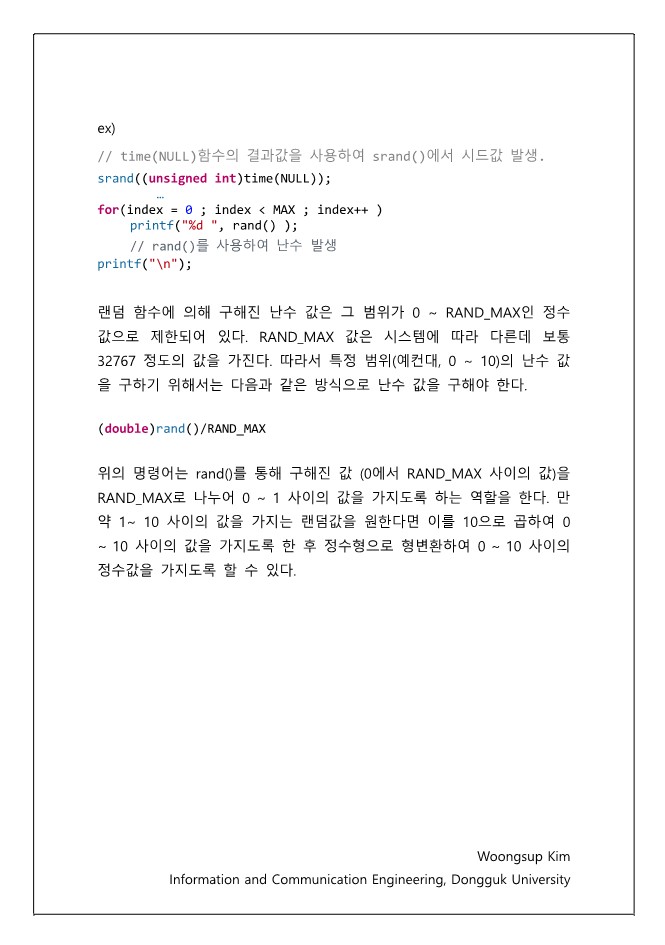 ex)
// time(NULL)함수의 결과값을 사용하여 srand()에서 시드값 발생.
srand((unsigned int)time(NULL));
…
for(index = 0 ; index < MAX ; index++ )
printf("%d ", rand() );
// rand()를 사용하여 난수 발생
printf("\n");
랜덤 함수에 의해 구해진 난수 값은 그 범위가 0 ~ RAND_MAX인 정수
값으로 제한되어 있다. RAND_MAX 값은 시스템에 따라 다른데 보통
32767 정도의 값을 가진다. 따라서 특정 범위(예컨대, 0 ~ 10)의 난수 값
을 구하기 위해서는 다음과 같은 방식으로 난수 값을 구해야 한다.
(double)rand()/RAND_MAX
위의 명령어는 rand()를 통해 구해진 값 (0에서 RAND_MAX 사이의 값)을
RAND_MAX로 나누어 0 ~ 1 사이의 값을 가지도록 하는 역할을 한다. 만
약 1~ 10 사이의 값을 가지는 랜덤값을 원한다면 이를 10으로 곱하여 0
~ 10 사이의 값을 가지도록 한 후 정수형으로 형변환하여 0 ~ 10 사이의
정수값을 가지도록 할 수 있다.
Woongsup Kim
Information and Communication Engineering, Dongguk University